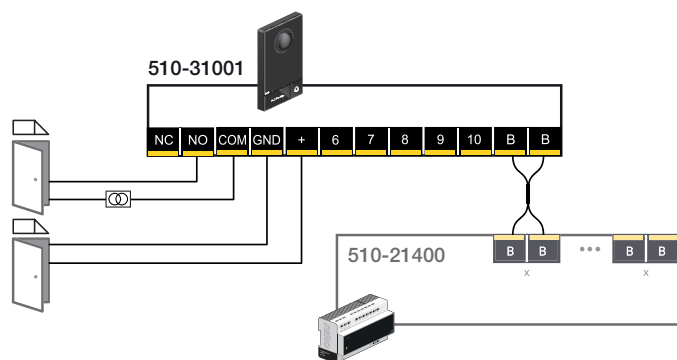 510-31001
NC NO COM GND + 6 7 8 9 10 B B
510-21400
B B ••• B B
x x